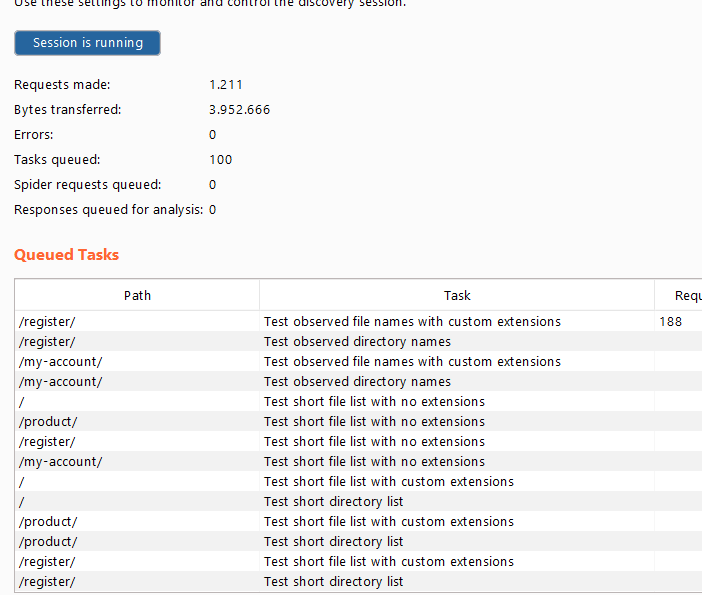 Use these settings to monitor and control the discovery session.
Session is running
Requests made: 1.211
Bytes transferred: 3.952.666
Errors: 0
Tasks queued: 100
Spider requests queued: 0
Responses queued for analysis: 0
Queued Tasks
Path Task Requ
/register/ Test observed file names with custom extensions 188
/register/ Test observed directory names
/my-account/ Test observed file names with custom extensions
/my-account/ Test observed directory names
/ Test short file list with no extensions
/product/ Test short file list with no extensions
/register/ Test short file list with no extensions
/my-account/ Test short file list with no extensions
/ Test short file list with custom extensions
/ Test short directory list
/product/ Test short file list with custom extensions
/product/ Test short directory list
/register/ Test short file list with custom extensions
/register/ Test short directory list